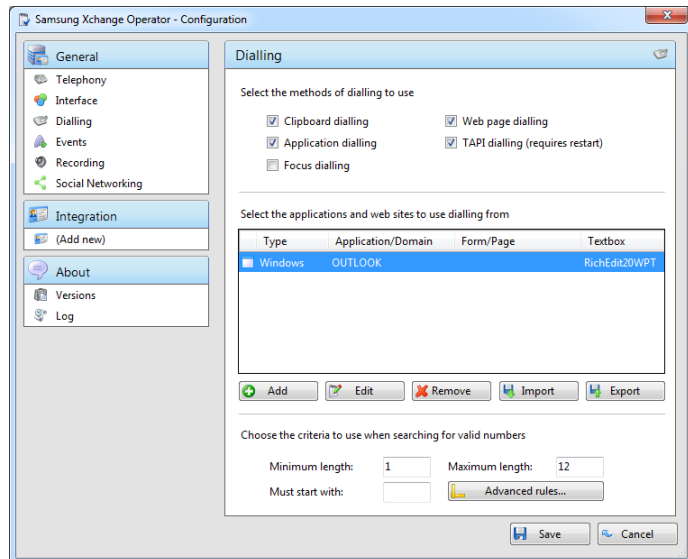 Samsung Xchange Operator - Configuration
General
Telephony
Interface
Dialling
Events
Recording
Social Networking
Integration
(Add new)
About
Versions
Log
Dialling
Select the methods of dialling to use
Clipboard dialling Web page dialling
Application dialling TAPI dialling (requires restart)
Focus dialling
Select the applications and web sites to use dialling from
Type Application/Domain Form/Page Textbox
Windows OUTLOOK RichEdit20WPT
Add Edit Remove Import Export
Choose the criteria to use when searching for valid numbers
Minimum length: 1 Maximum length: 12
Must start with: Advanced rules...
Save Cancel